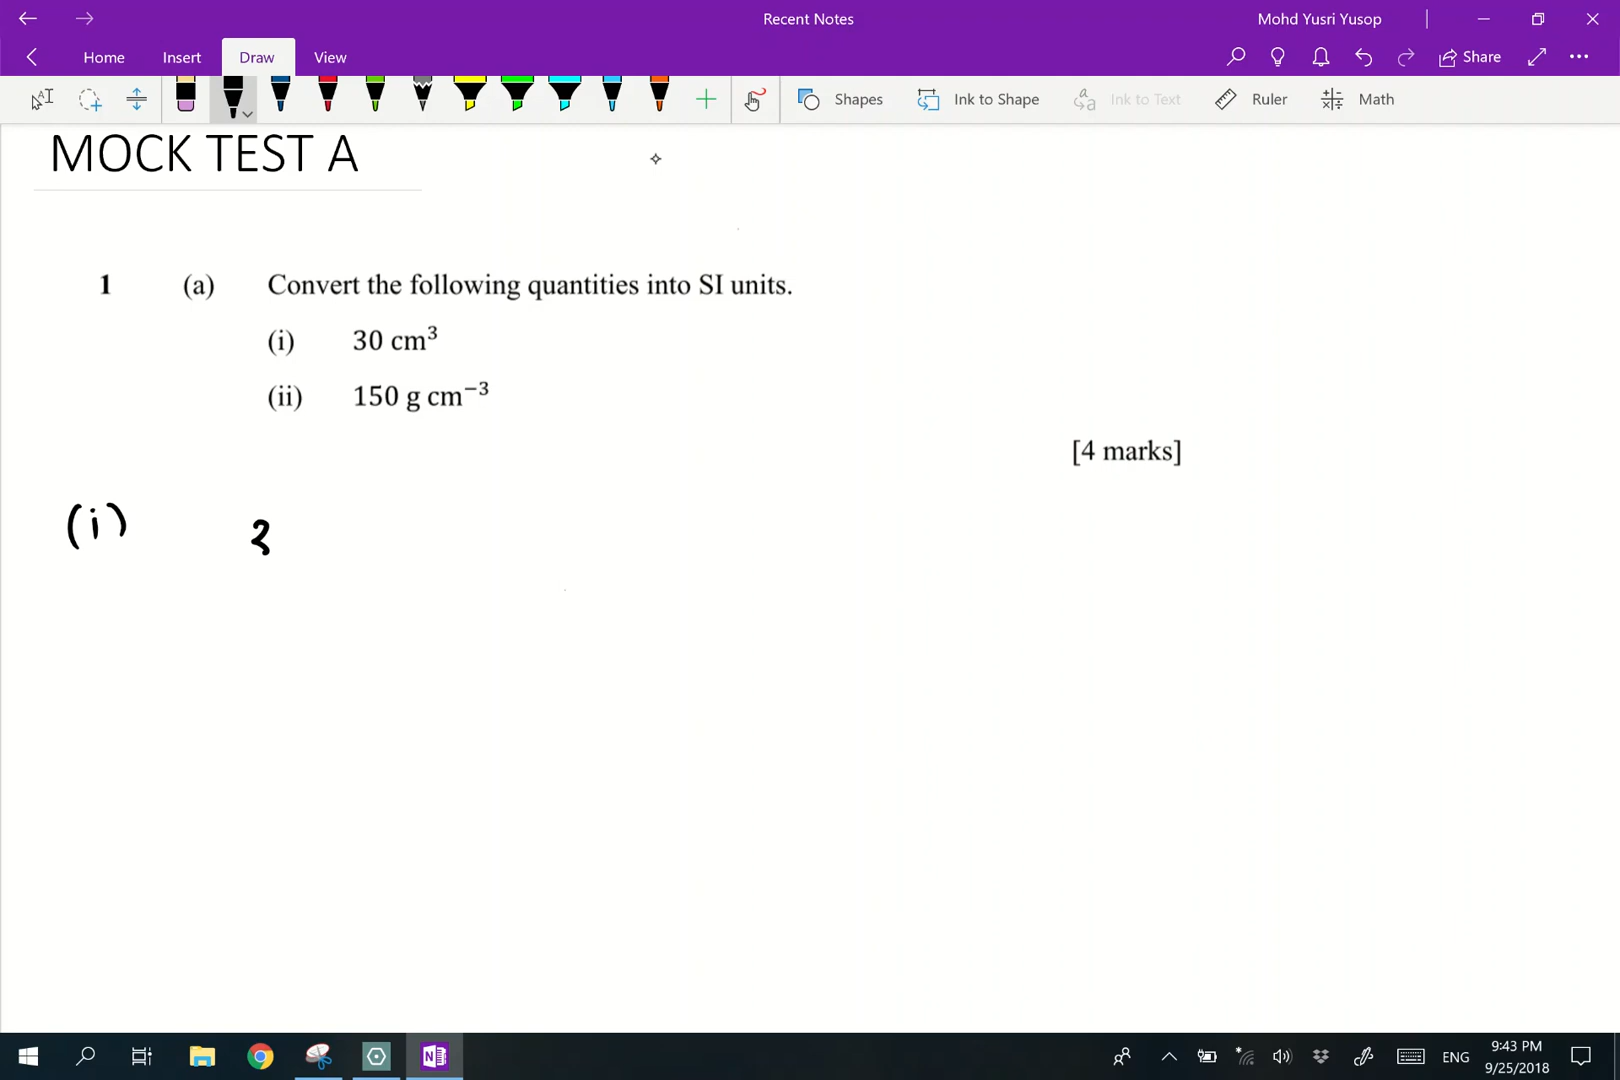 Recent Notes
Mohd Yusri Yusop
Home Insert Draw View
Share
Shapes Ink to Shape Ink to Text Ruler Math
MOCK TEST A
1 (a) Convert the following quantities into SI units.
(i) 30 cm³
(ii) 150 g cm⁻³
[4 marks]
(i) 3
ENG
9:43 PM
9/25/2018